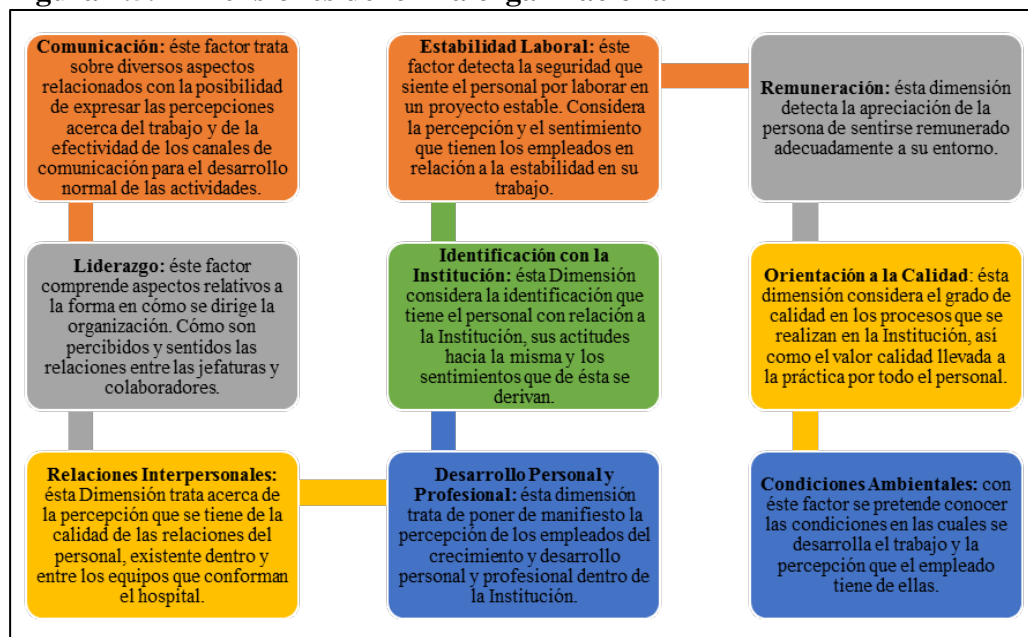 Figura Dimensiones organizacional
Comunicación: éste factor trata
sobre diversos aspectos
relacionados con la posibilidad
de expresar las percepciones
acerca del trabajo y de la
efectividad de los canales de
comunicación para el desarrollo
normal de las actividades.
Liderazgo: éste factor
comprende aspectos relativos a
la forma en cómo se dirige la
organización. Cómo son
percibidos y sentidos las
relaciones entre las jefaturas y
colaboradores.
Relaciones Interpersonales:
ésta Dimensión trata acerca de
la percepción que se tiene de la
calidad de las relaciones del
personal, existente dentro y
entre los equipos que conforman
el hospital.
Desarrollo Personal y
Profesional: ésta dimensión
trata de poner de manifiesto la
percepción de los empleados del
crecimiento y desarrollo
personal y profesional dentro de
la Institución.
Identificación con la
Institución: ésta Dimensión
considera la identificación que
tiene el personal con relación a
la Institución, sus actitudes
hacia la misma y los
sentimientos que de ésta se
derivan.
Estabilidad Laboral: éste
factor detecta la seguridad que
siente el personal por laborar en
un proyecto estable. Considera
la percepción y el sentimiento
que tienen los empleados en
relación a la estabilidad en su
trabajo.
Remuneración: ésta dimensión
detecta la apreciación de la
persona de sentirse remunerado
adecuadamente a su entorno.
Orientación a la Calidad: ésta
dimensión considera el grado de
calidad en los procesos que se
realizan en la Institución, así
como el valor calidad llevada a
la práctica por todo el personal.
Condiciones Ambientales: con
éste factor se pretende conocer
las condiciones en las cuales se
desarrolla el trabajo y la
percepción que el empleado
tiene de ellas.